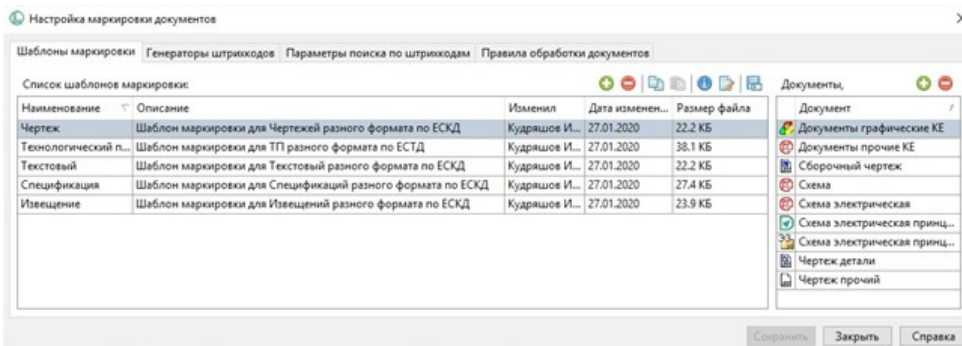 Настройка маркировки документов
Шаблоны маркировки Генераторы штрихкодов Параметры поиска по штрихкодам Правила обработки документов
Список шаблонов маркировки:
Документы,
Наименование Описание Изменил Дата изменен... Размер файла
Документ
Чертеж Шаблон маркировки для Чертежей разного формата по ЕСКД Кудряшов И... 27.01.2020 22.2 КБ
Документы графические КЕ
Технологический п... Шаблон маркировки для ТП разного формата по ЕСТД Кудряшов И... 27.01.2020 38.1 КБ
Документы прочие КЕ
Текстовый Шаблон маркировки для Текстовый разного формата по ЕСКД Кудряшов И... 27.01.2020 22.2 КБ
Сборочный чертеж
Спецификация Шаблон маркировки для Спецификаций разного формата по ЕСКД Кудряшов И... 27.01.2020 27.4 КБ
Схема
Извещение Шаблон маркировки для Извещений разного формата по ЕСКД Кудряшов И... 27.01.2020 23.9 КБ
Схема электрическая
Схема электрическая принц...
Схема электрическая принц...
Чертеж детали
Чертеж прочий
Сохранить Закрыть Справка